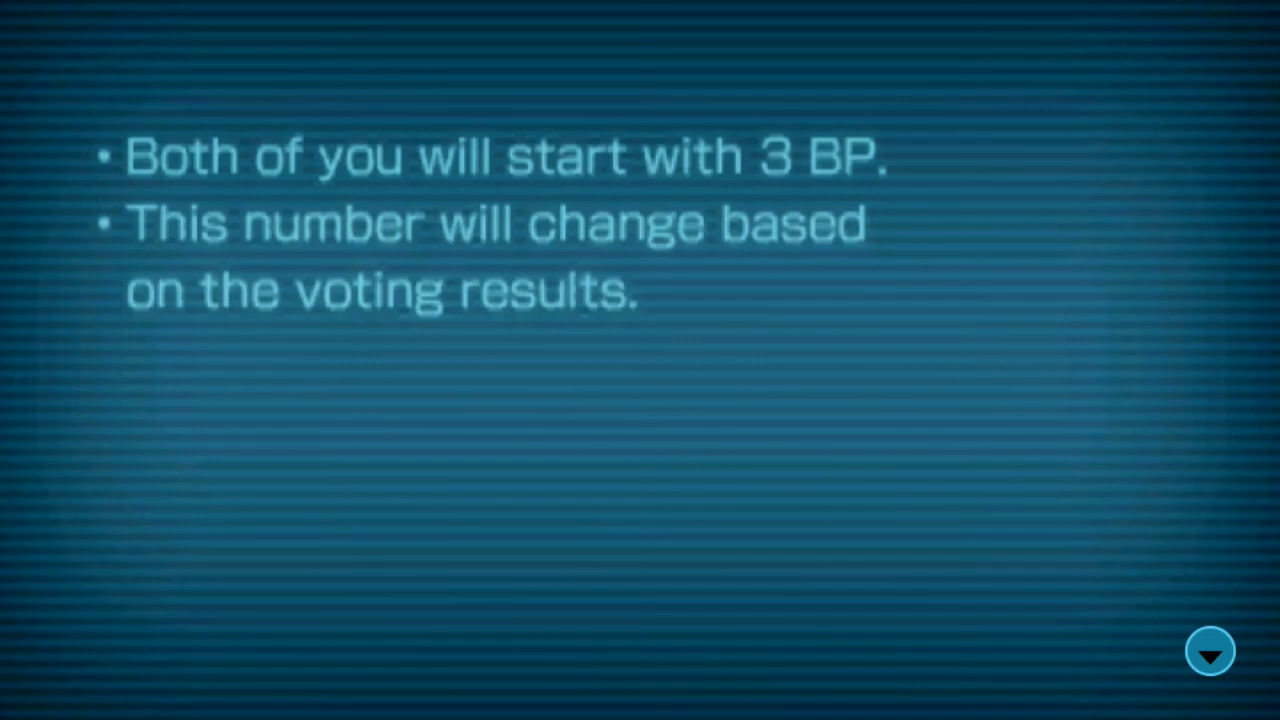 • Both of you will start with 3 BP.
• This number will change based
on the voting results.